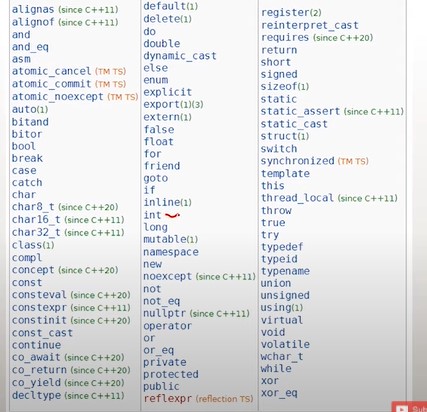 alignas (since C++11)
alignof (since C++11)
and
and_eq
asm
atomic_cancel (TM TS)
atomic_commit (TM TS)
atomic_noexcept (TM TS)
auto(1)
bitand
bitor
bool
break
case
catch
char
char8_t (since C++20)
char16_t (since C++11)
char32_t (since C++11)
class(1)
compl
concept (since C++20)
const
consteval (since C++20)
constexpr (since C++11)
constinit (since C++20)
const_cast
continue
co_await (since C++20)
co_return (since C++20)
co_yield (since C++20)
decltype (since C++11)
default(1)
delete(1)
do
double
dynamic_cast
else
enum
explicit
export(1)(3)
extern(1)
false
float
for
friend
goto
if
inline(1)
int
long
mutable(1)
namespace
new
noexcept (since C++11)
not
not_eq
nullptr (since C++11)
operator
or
or_eq
private
protected
public
reflexpr (reflection TS)
register(2)
reinterpret_cast
requires (since C++20)
return
short
signed
sizeof(1)
static
static_assert (since C++11)
static_cast
struct(1)
switch
synchronized (TM TS)
template
this
thread_local (since C++11)
throw
true
try
typedef
typeid
typename
union
unsigned
using(1)
virtual
void
volatile
wchar_t
while
xor
xor_eq